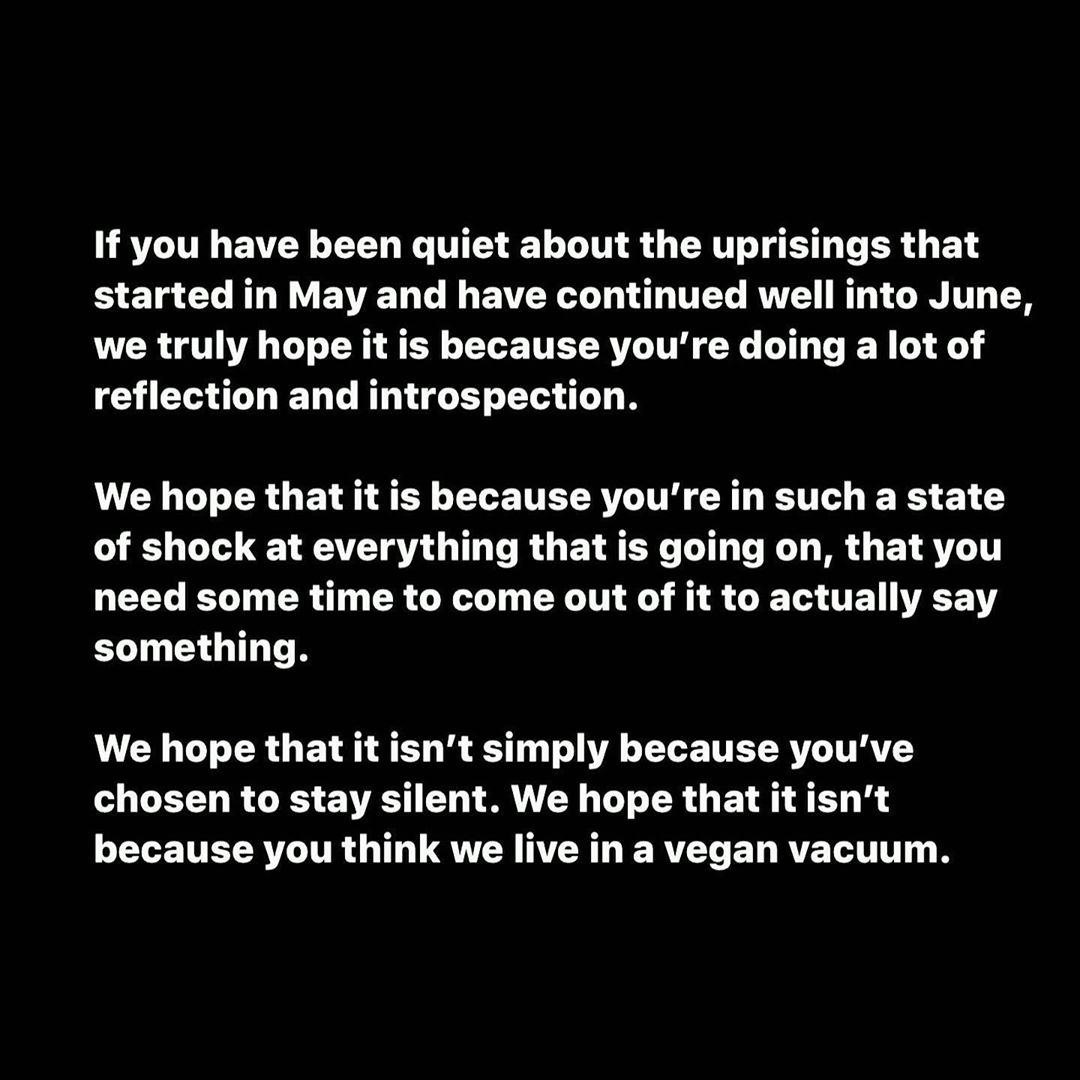 If you have been quiet about the uprisings that
started in May and have continued well into June,
we truly hope it is because you’re doing a lot of
reflection and introspection.
We hope that it is because you’re in such a state
of shock at everything that is going on, that you
need some time to come out of it to actually say
something.
We hope that it isn’t simply because you’ve
chosen to stay silent. We hope that it isn’t
because you think we live in a vegan vacuum.